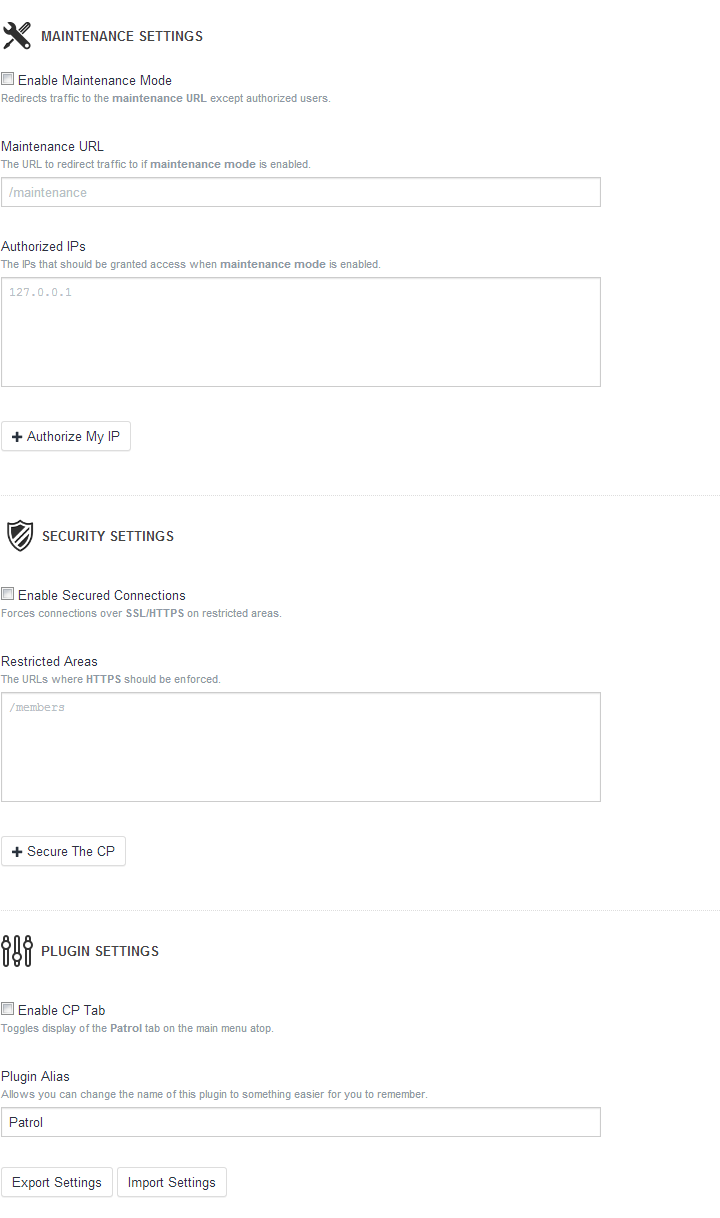 MAINTENANCE SETTINGS
Enable Maintenance Mode
Redirects traffic to the maintenance URL except authorized users.
Maintenance URL
The URL to redirect traffic to if maintenance mode is enabled.
/maintenance
Authorized IPs
The IPs that should be granted access when maintenance mode is enabled.
127.0.0.1
Authorize My IP
SECURITY SETTINGS
Enable Secured Connections
Forces connections over SSL/HTTPS on restricted areas.
Restricted Areas
The URLs where HTTPS should be enforced.
/members
Secure The CP
PLUGIN SETTINGS
Enable CP Tab
Toggles display of the Patrol tab on the main menu atop.
Plugin Alias
Allows you can change the name of this plugin to something easier for you to remember.
Patrol
Export Settings Import Settings